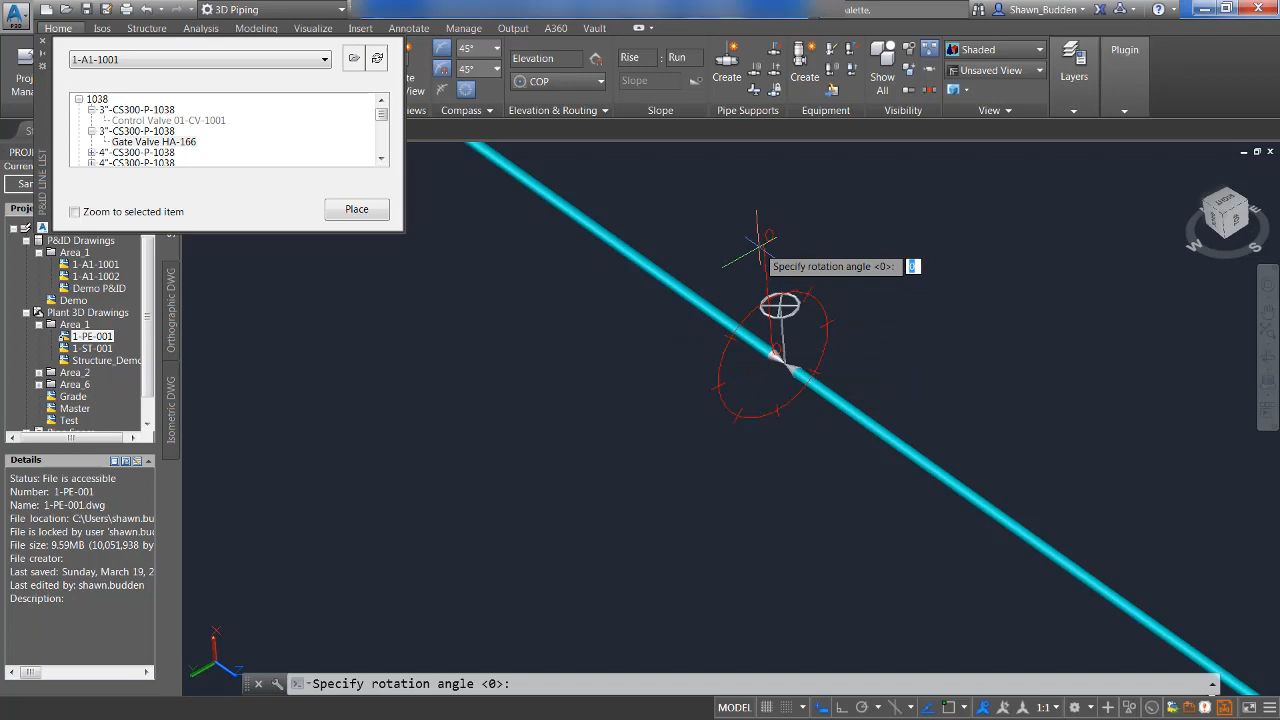 P3D
3D Piping
alette.
Shawn_Budden
Home
Isos
Structure
Analysis
Modeling
Visualize
Insert
Annotate
Manage
Output
A360
Vault
45°
45°
Compass
Elevation
COP
Elevation & Routing
Rise :
: Run
Slope
Slope
Create
Pipe Supports
Create
Equipment
Show
All
Visibility
Shaded
Unsaved View
View
Layers
Plugin
P&ID LINE LIST
1-A1-1001
1038
3"-CS300-P-1038
Control Valve 01-CV-1001
3"-CS300-P-1038
Gate Valve HA-166
4"-CS300-P-1038
4"-CS300-P-1038
Zoom to selected item
Place
P&ID Drawings
Area_1
1-A1-1001
1-A1-1002
Demo P&ID
Demo
Plant 3D Drawings
Area_1
1-PE-001
1-ST-001
Structure_Demo
Area_2
Area_6
Grade
Master
Test
Orthographic DWG
Isometric DWG
Details
Status: File is accessible
Number: 1-PE-001
Name: 1-PE-001.dwg
File location: C:\Users\shawn.bud
File is locked by user 'shawn.budd
File size: 9.59MB (10,051,938 by
File creator:
Last saved: Sunday, March 19, 2
Last edited by: shawn.budden
Description:
Specify rotation angle <0>:
0
0
W
S
E
X
Y
Z
Specify rotation angle <0>:
MODEL
1:1